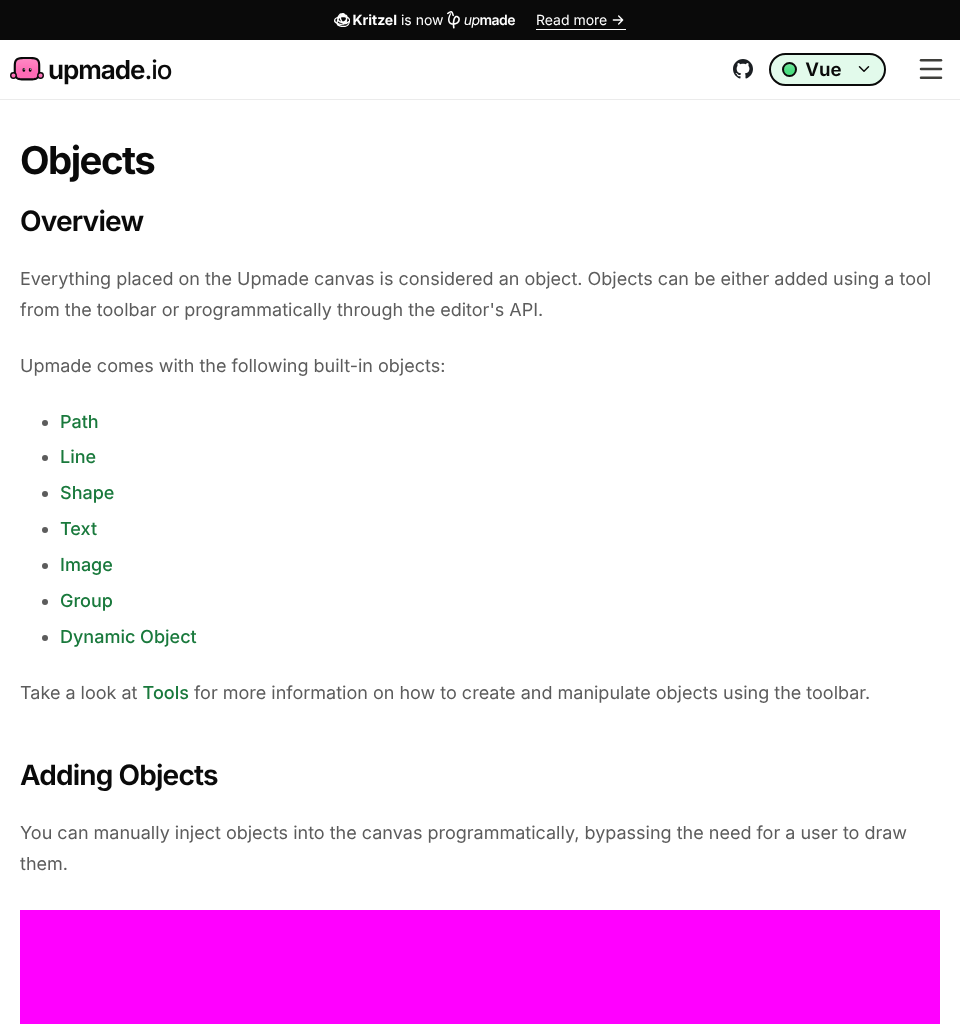 Kritzel is now upmade Read more →
upmade.io
Vue
Objects
Overview
Everything placed on the Upmade canvas is considered an object. Objects can be either added using a tool
from the toolbar or programmatically through the editor's API.
Upmade comes with the following built-in objects:
Path
Line
Shape
Text
Image
Group
Dynamic Object
Take a look at Tools for more information on how to create and manipulate objects using the toolbar.
Adding Objects
You can manually inject objects into the canvas programmatically, bypassing the need for a user to draw
them.